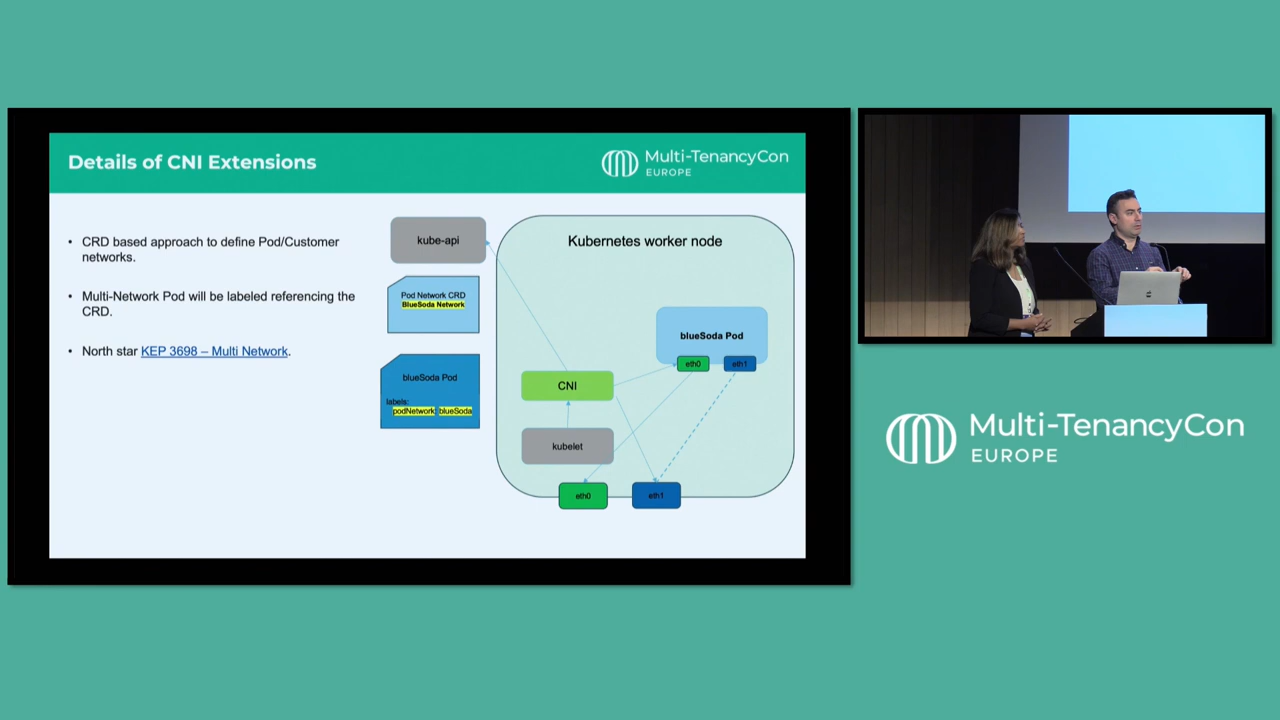 Details of CNI Extensions
Multi-TenancyCon
EUROPE
• CRD based approach to define Pod/Customer
networks.
• Multi-Network Pod will be labeled referencing the
CRD.
• North star KEP 3698 – Multi Network.
kube-api
Pod Network CRD
BlueSoda Network
blueSoda Pod
labels:
podNetwork: blueSoda
Kubernetes worker node
blueSoda Pod
eth0
eth1
CNI
kubelet
eth0
eth1
Multi-TenancyCon
EUROPE